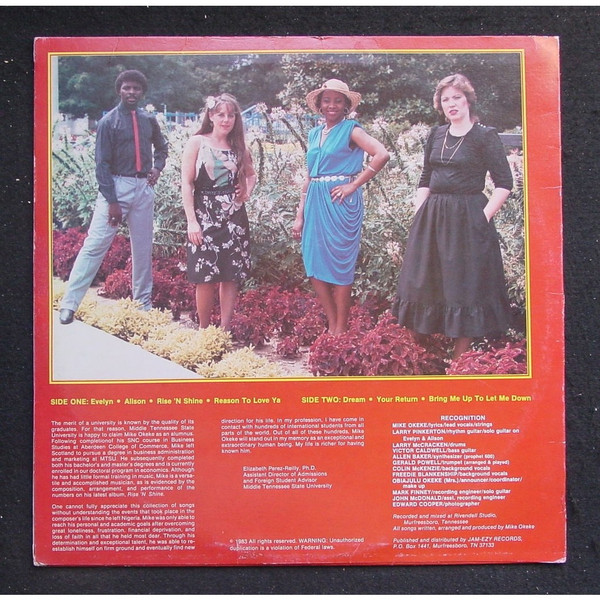 SIDE ONE: Evelyn • Alison • Rise 'N Shine • Reason To Love Ya
SIDE TWO: Dream • Your Return • Bring Me Up To Let Me Down
The merit of a university is known by the quality of its
graduates. For that reason, Middle Tennessee State
University is happy to claim Mike Okeke as an alumnus.
Following completionel his SNC course in Business
Studies at Aberdeen College of Commerce, Mike left
Scotland to pursue a degree in business administration
and marketing at MTSU. He subsequently completed
both his bachelor's and master's degrees and is currently
enrolled in our doctoral program in economics. Although
he has had little formal training in music, Mike is a versa-
tile and accomplished musician; as is evidenced by the
composition, arrangement, and performance of the
numbers on his latest album, Rise 'N Shine.
One cannot fully appreciate this collection of songs
without understanding the events that took place in the
composer's life since he left Nigeria. Mike was only able to
reach his personal and academic goals after overcoming
great loneliness, frustration, financial deprivation, and
loss of faith in all that he held most dear. Through his
determination and exceptional talent, he was able to re-
establish himself on firm ground and eventually find new
direction for his life. In my profession, I have come in
contact with hundreds of international students from all
parts of the world. Out of all of these hundreds, Mike
Okeke will stand out in my memory as an exceptional and
extraordinary human being. My life is richer for having
known him.
Elizabeth Perez-Reilly, Ph.D.
Assistant Director of Admissions
and Foreign Student Advisor
Middle Tennessee State University
℗ 1983 All rights reserved. WARNING: Unauthorized
duplication is a violation of Federal laws.
RECOGNITION
MIKE OKEKE/lyrics/lead vocals/strings
LARRY PINKERTON/rhythm guitar/solo guitar on
Evelyn & Alison
LARRY McCRACKEN/drums
VICTOR CALDWELL/bass guitar
ALLEN BAKER/synthesizer (prophet 600)
GERALD POWELL/trumpet (arranged & played)
COLIN McKENZIE/background vocals
FREEDIE BLANKENSHIP/background vocals
OBIAJULU OKEKE (Mrs.)/announcer/coordinator/
make up
MARK FINNEY/recording engineer/solo guitar
JOHN McDONALD/asst. recording engineer
EDWARD COOPER/photographer
Recorded and mixed at Rivendell Studio,
Murfreesboro, Tennessee
All songs written, arranged and produced by Mike Okeke
Published and distributed by JAM-EZY RECORDS,
P.O. Box 1441, Murfreesboro, TN 37133